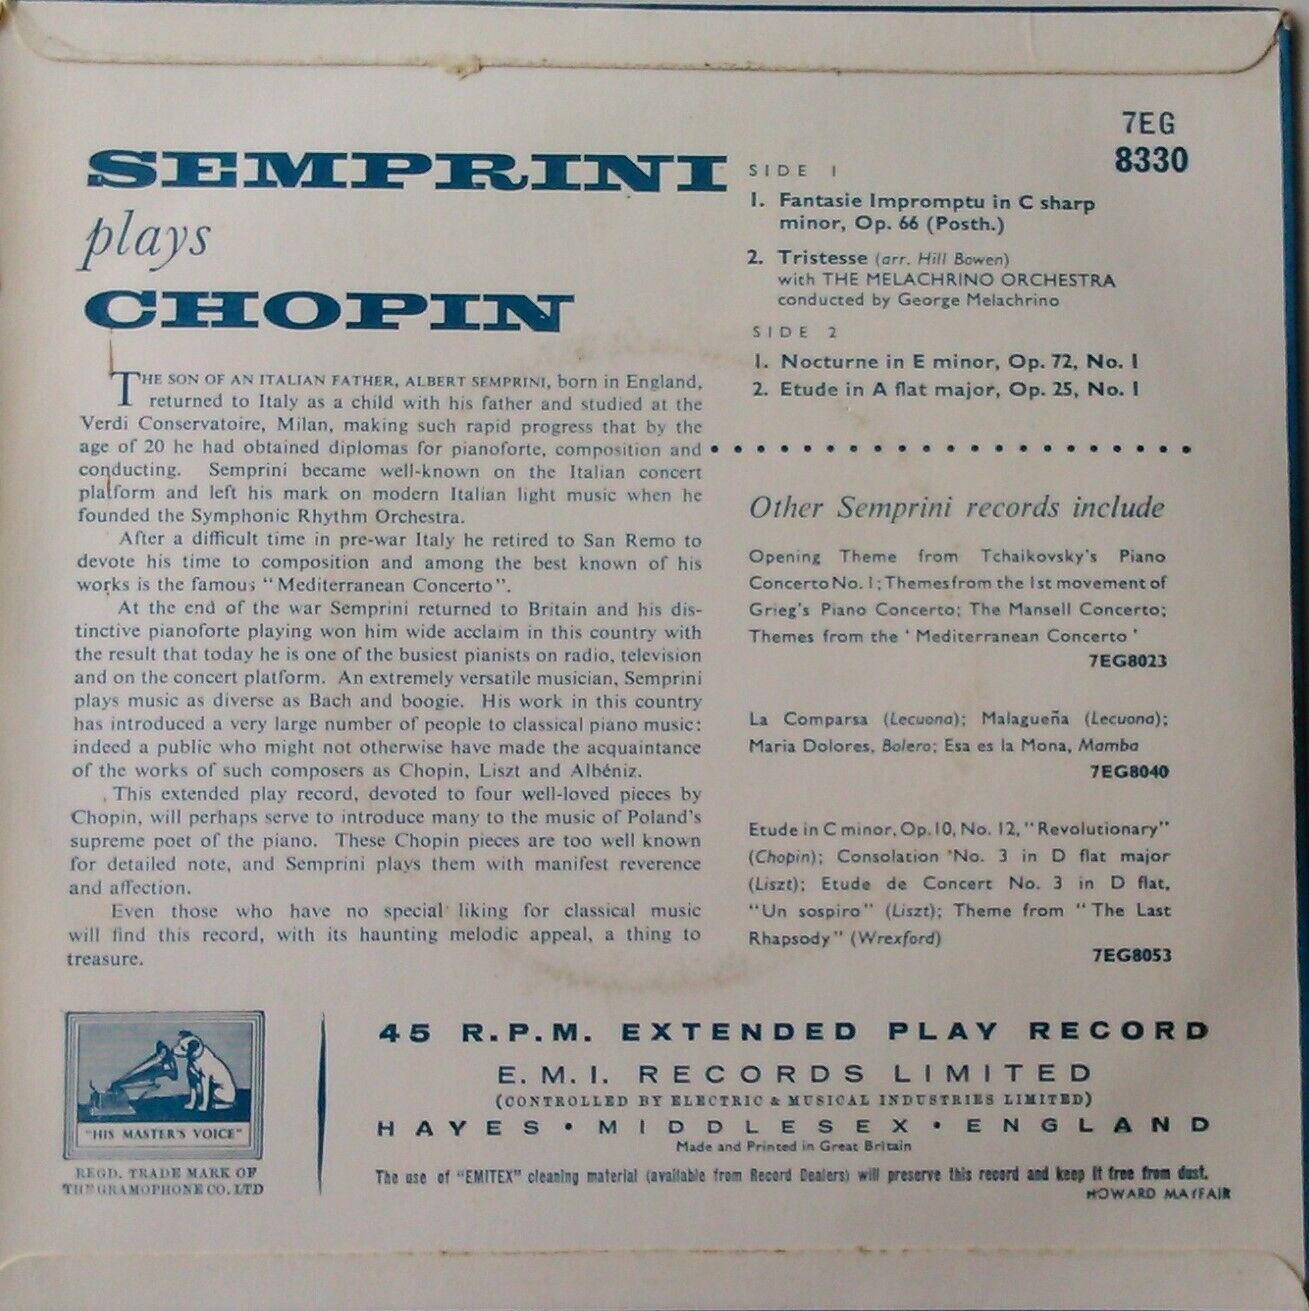 SEMPRINI
plays
CHOPIN
THE SON OF AN ITALIAN FATHER, ALBERT SEMPRINI, born in England,
returned to Italy as a child with his father and studied at the
Verdi Conservatoire, Milan, making such rapid progress that by the
age of 20 he had obtained diplomas for pianoforte, composition and
conducting. Semprini became well-known on the Italian concert
platform and left his mark on modern Italian light music when he
founded the Symphonic Rhythm Orchestra.
After a difficult time in pre-war Italy he retired to San Remo to
devote his time to composition and among the best known of his
works is the famous "Mediterranean Concerto".
At the end of the war Semprini returned to Britain and his dis-
tinctive pianoforte playing won him wide acclaim in this country with
the result that today he is one of the busiest pianists on radio, television
and on the concert platform. An extremely versatile musician, Semprini
plays music as diverse as Bach and boogie. His work in this country
has introduced a very large number of people to classical piano music:
indeed a public who might not otherwise have made the acquaintance
of the works of such composers as Chopin, Liszt and Albéniz.
This extended play record, devoted to four well-loved pieces by
Chopin, will perhaps serve to introduce many to the music of Poland's
supreme poet of the piano. These Chopin pieces are too well known
for detailed note, and Semprini plays them with manifest reverence
and affection.
Even those who have no special liking for classical music
will find this record, with its haunting melodic appeal, a thing to
treasure.
7EG
8330
SIDE 1
1. Fantasie Impromptu in C sharp
minor, Op. 66 (Posth.)
2. Tristesse (arr. Hill Bowen)
with THE MELACHRINO ORCHESTRA
conducted by George Melachrino
SIDE 2
1. Nocturne in E minor, Op. 72, No. 1
2. Etude in A flat major, Op. 25, No. 1
Other Semprini records include
Opening Theme from Tchaikovsky's Piano
Concerto No. 1; Themes from the 1st movement of
Grieg's Piano Concerto; The Mansell Concerto;
Themes from the 'Mediterranean Concerto'
7EG8023
La Comparsa (Lecuona); Malagueña (Lecuona);
Maria Dolores, Bolero; Esa es la Mona, Mamba
7EG8040
Etude in C minor, Op. 10, No. 12, "Revolutionary"
(Chopin); Consolation No. 3 in D flat major
(Liszt); Etude de Concert No. 3 in D flat,
"Un sospiro" (Liszt); Theme from "The Last
Rhapsody" (Wrexford)
7EG8053
"HIS MASTER'S VOICE"
REGD. TRADE MARK OF
THE GRAMOPHONE CO. LTD
45 R.P.M. EXTENDED PLAY RECORD
E.M.I. RECORDS LIMITED
(CONTROLLED BY ELECTRIC & MUSICAL INDUSTRIES LIMITED)
HAYES • MIDDLESEX • ENGLAND
Made and Printed in Great Britain
The use of "EMITEX" cleaning material (available from Record Dealers) will preserve this record and keep it free from dust.
HOWARD MAYFAIR